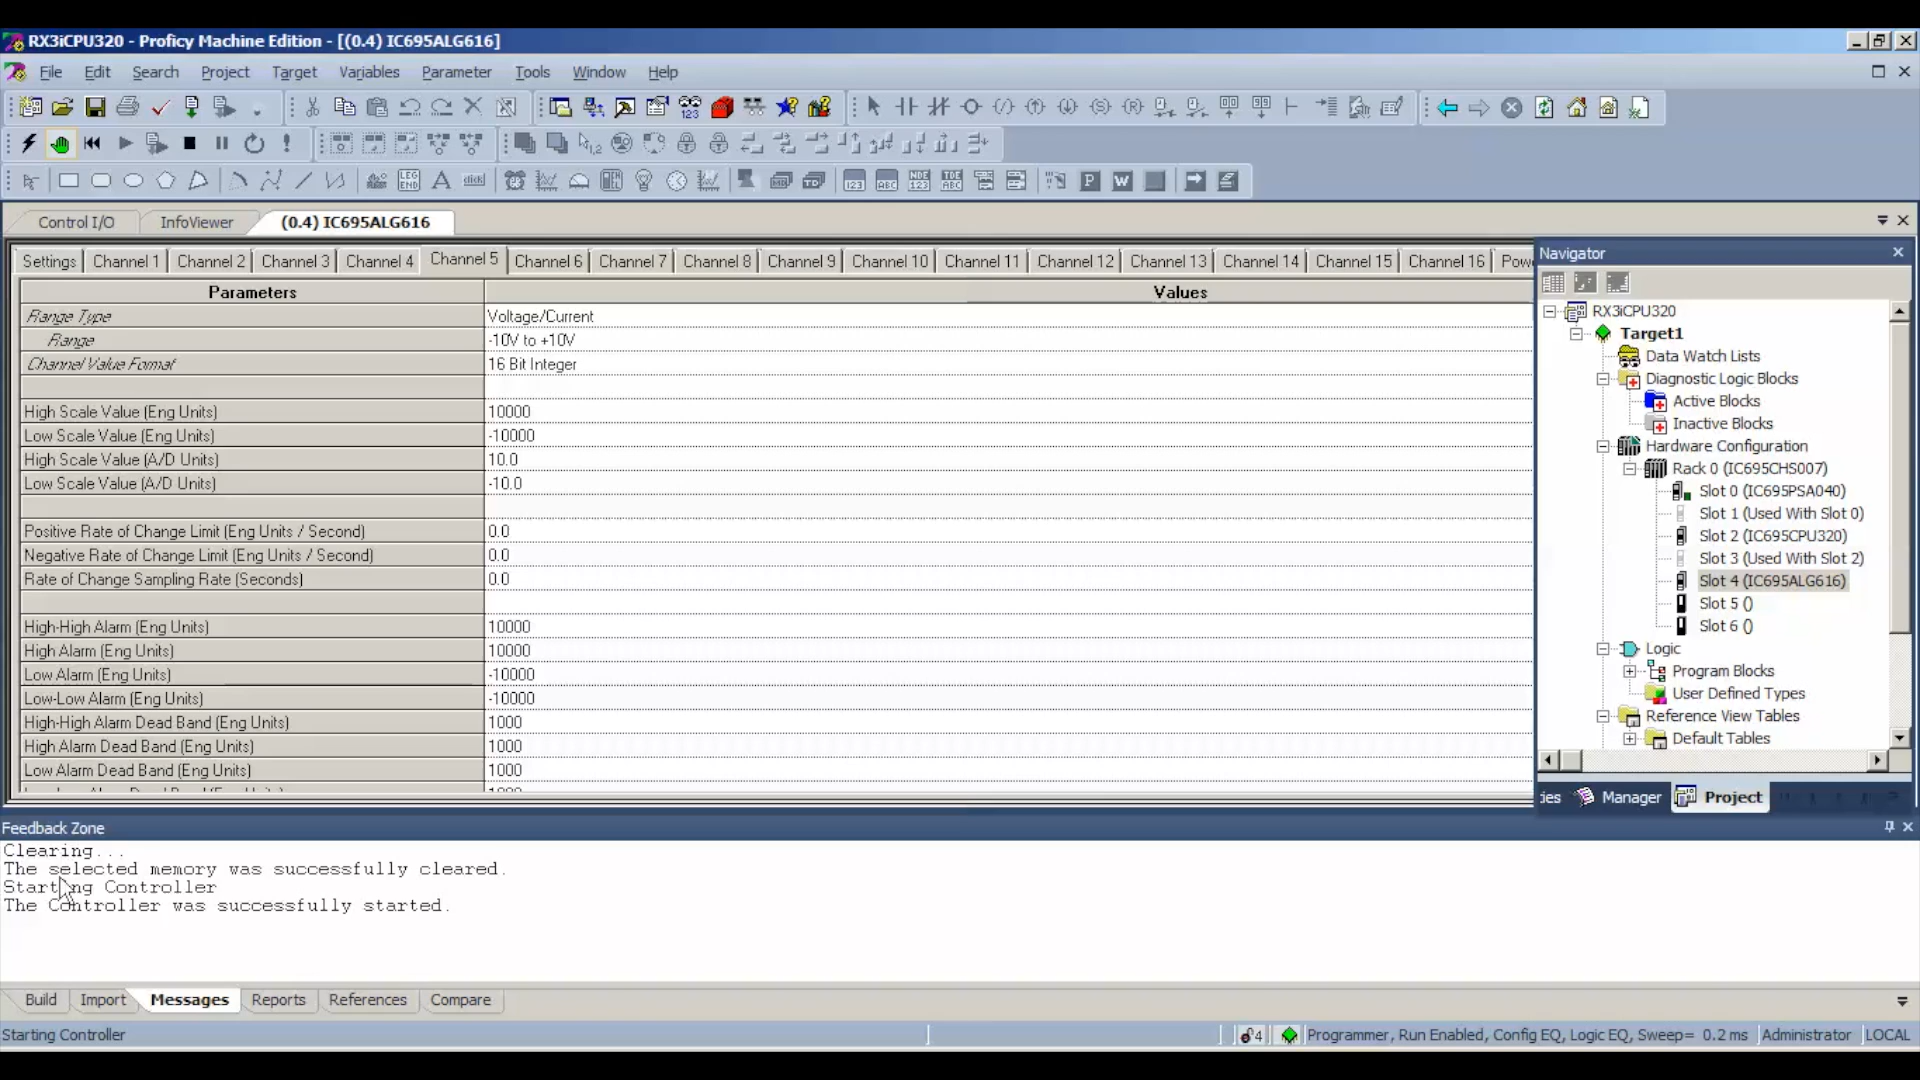 RX3iCPU320 - Proficy Machine Edition - [(0.4) IC695ALG616]
File Edit Search Project Target Variables Parameter Tools Window Help
Control I/O InfoViewer (0.4) IC695ALG616
Settings Channel 1 Channel 2 Channel 3 Channel 4 Channel 5 Channel 6 Channel 7 Channel 8 Channel 9 Channel 10 Channel 11 Channel 12 Channel 13 Channel 14 Channel 15 Channel 16 Pow
Parameters Values
Range Type Voltage/Current
Range -10V to +10V
Channel Value Format 16 Bit Integer
High Scale Value (Eng Units) 10000
Low Scale Value (Eng Units) -10000
High Scale Value (A/D Units) 10.0
Low Scale Value (A/D Units) -10.0
Positive Rate of Change Limit (Eng Units / Second) 0.0
Negative Rate of Change Limit (Eng Units / Second) 0.0
Rate of Change Sampling Rate (Seconds) 0.0
High-High Alarm (Eng Units) 10000
High Alarm (Eng Units) 10000
Low Alarm (Eng Units) -10000
Low-Low Alarm (Eng Units) -10000
High-High Alarm Dead Band (Eng Units) 1000
High Alarm Dead Band (Eng Units) 1000
Low Alarm Dead Band (Eng Units) 1000
Navigator
RX3iCPU320
Target1
Data Watch Lists
Diagnostic Logic Blocks
Active Blocks
Inactive Blocks
Hardware Configuration
Rack 0 (IC695CHS007)
Slot 0 (IC695PSA040)
Slot 1 (Used With Slot 0)
Slot 2 (IC695CPU320)
Slot 3 (Used With Slot 2)
Slot 4 (IC695ALG616)
Slot 5 ()
Slot 6 ()
Logic
Program Blocks
User Defined Types
Reference View Tables
Default Tables
ies Manager Project
Feedback Zone
Clearing...
The selected memory was successfully cleared.
Starting Controller
The Controller was successfully started.
Build Import Messages Reports References Compare
Starting Controller 4 Programmer, Run Enabled, Config EQ, Logic EQ, Sweep= 0.2 ms Administrator LOCAL